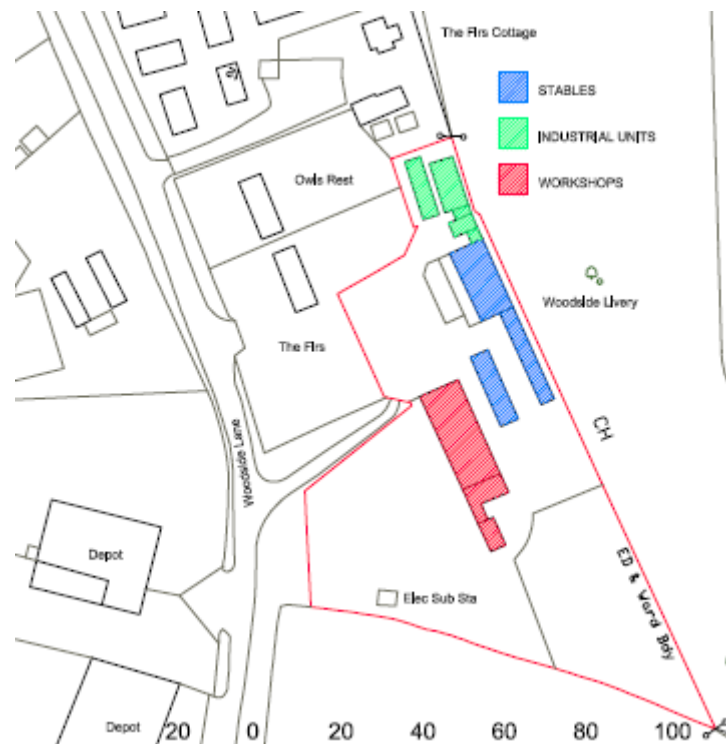 The Firs Cottage
STABLES
INDUSTRIAL UNITS
WORKSHOPS
Owls Rest
Woodside Livery
The Firs
CH
Woodside Lane
Depot
Elec Sub Sta
ED & Ward Bdy
Depot
20 0 20 40 60 80 100